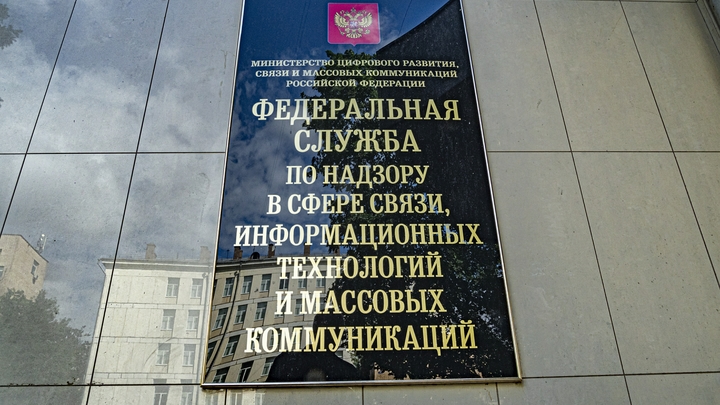 МИНИСТЕРСТВО ЦИФРОВОГО РАЗВИТИЯ,
СВЯЗИ И МАССОВЫХ КОММУНИКАЦИЙ
РОССИЙСКОЙ ФЕДЕРАЦИИ
ФЕДЕРАЛЬНАЯ
СЛУЖБА
ПО НАДЗОРУ
В СФЕРЕ СВЯЗИ,
ИНФОРМАЦИОННЫХ
ТЕХНОЛОГИЙ
И МАССОВЫХ
КОММУНИКАЦИЙ